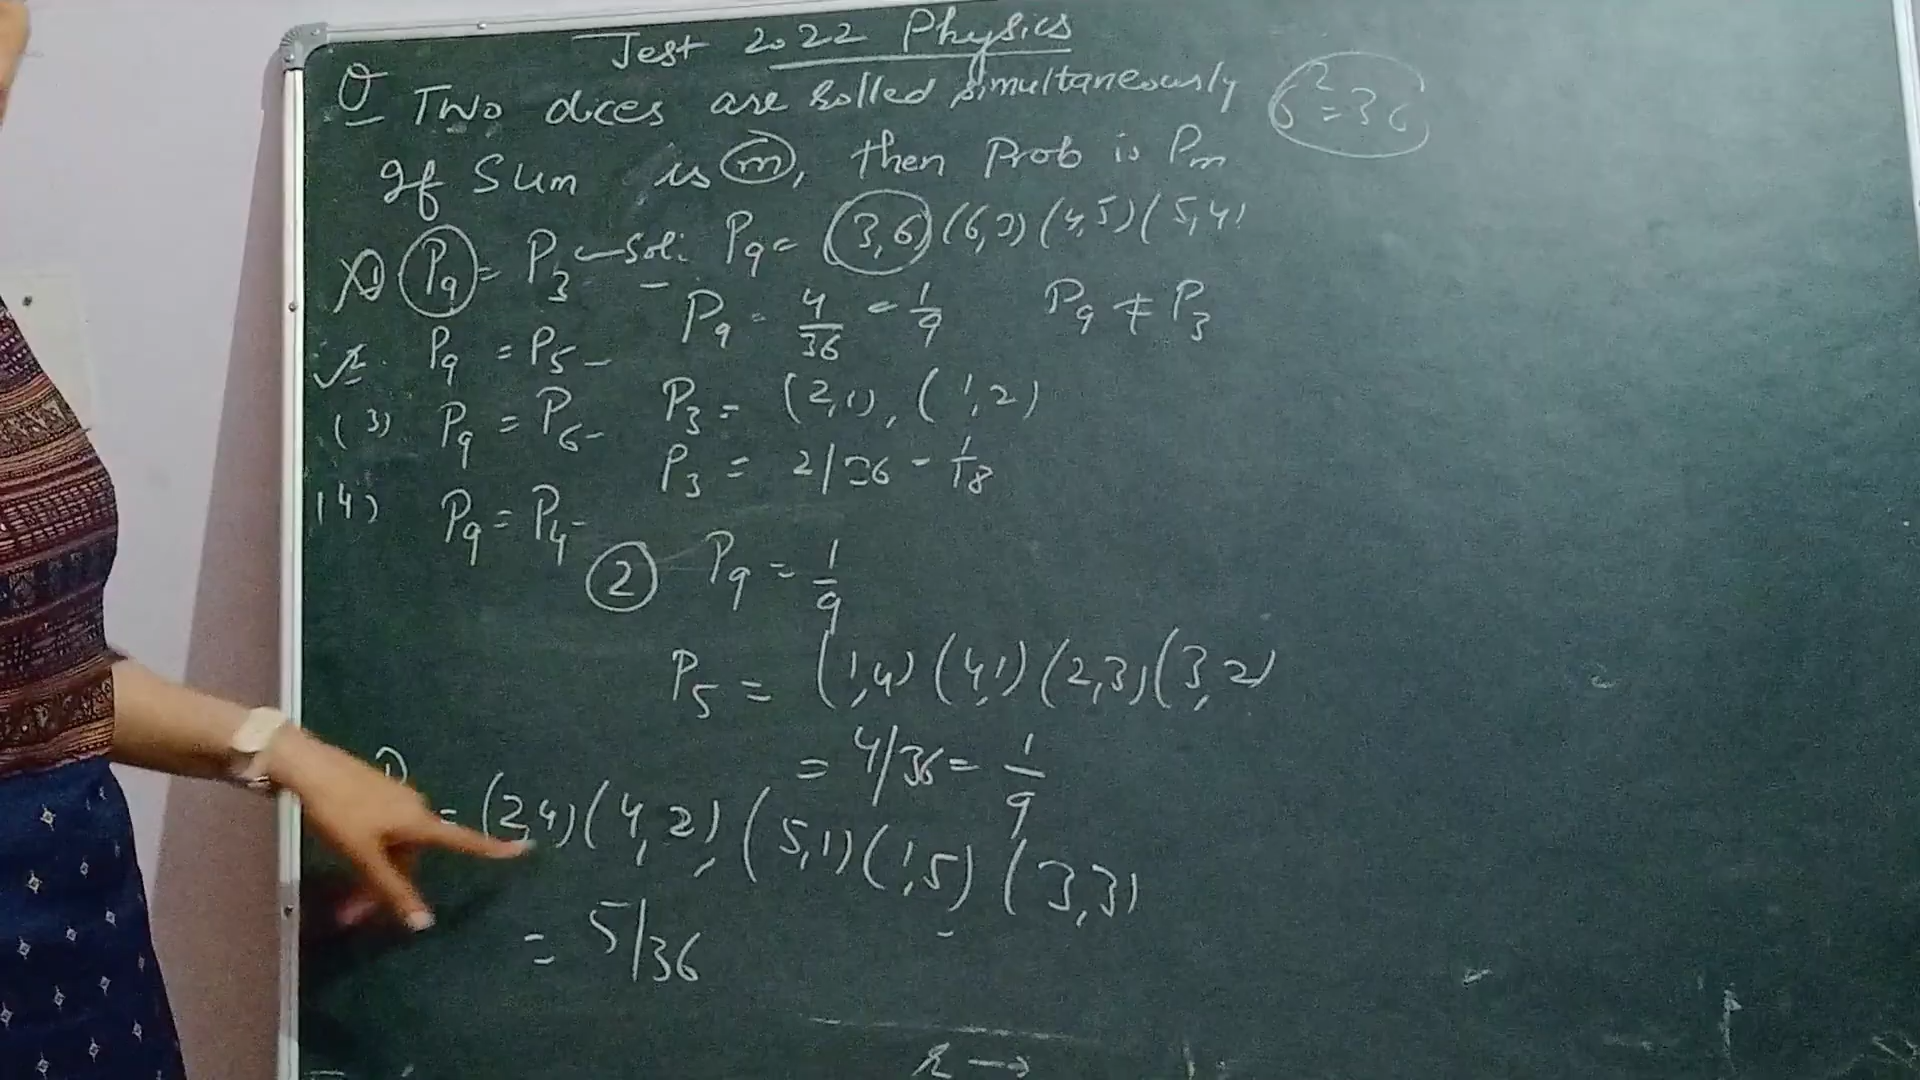 Jest 2022 Physics
Q Two dices are rolled simultaneously 6² = 36
If Sum is m, then Prob is Pm
(1) P9 = P3 Sol: P9 = (3,6) (6,3) (4,5) (5,4)
P9 = 4/36 = 1/9 P9 ≠ P3
2. P9 = P5
P3 = (2,1), (1,2)
(3) P9 = P6
P3 = 2/36 = 1/18
(4) P9 = P4
(2) P9 = 1/9
P5 = (1,4) (4,1) (2,3) (3,2)
= 4/36 = 1/9
P = (2,4) (4,2), (5,1) (1,5) (3,3)
= 5/36